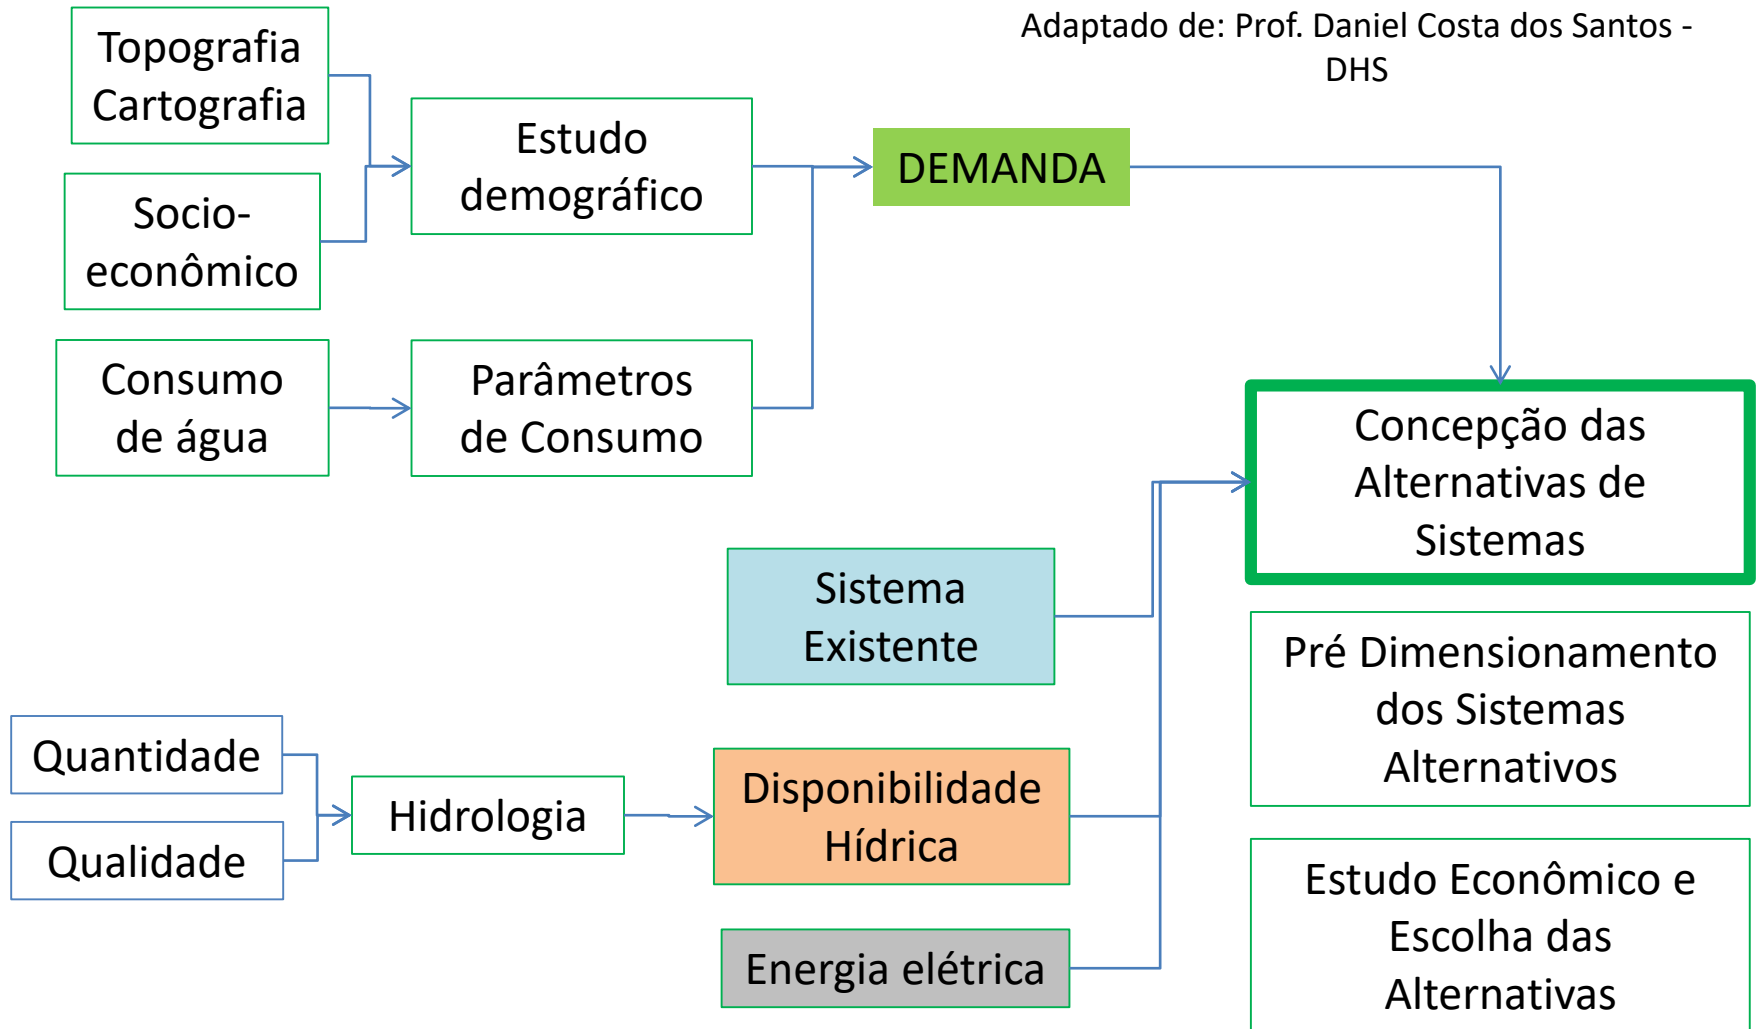 Adaptado de: Prof. Daniel Costa dos Santos -
DHS
Topografia
Cartografia
Socio-
econômico
Estudo
demográfico
DEMANDA
Consumo
de água
Parâmetros
de Consumo
Concepção das
Alternativas de
Sistemas
Sistema
Existente
Pré Dimensionamento
dos Sistemas
Alternativos
Quantidade
Qualidade
Hidrologia
Disponibilidade
Hídrica
Energia elétrica
Estudo Econômico e
Escolha das
Alternativas